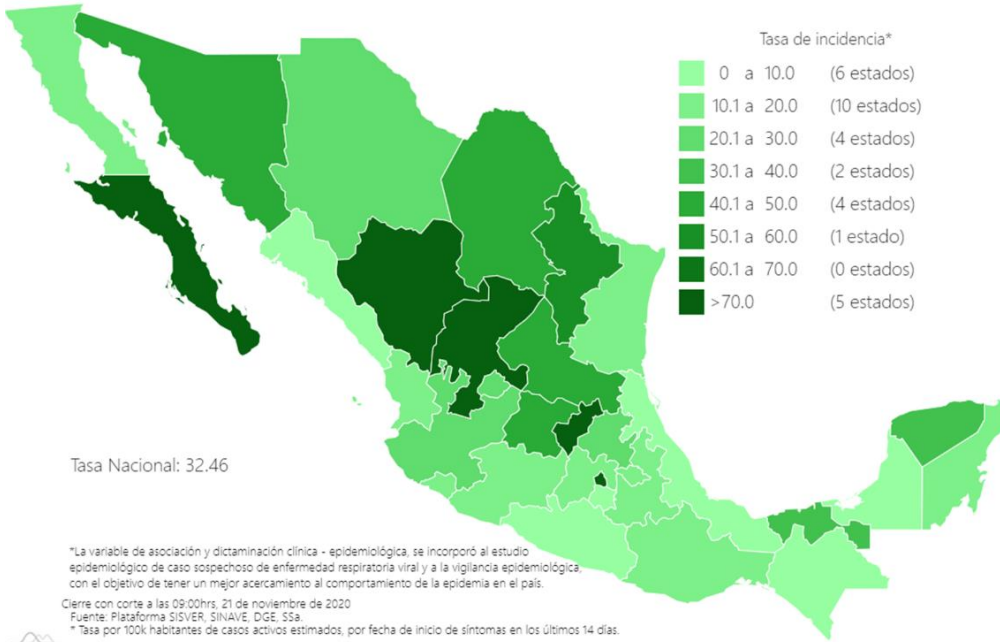 Tasa de incidencia*
0 a 10.0 (6 estados)
10.1 a 20.0 (10 estados)
20.1 a 30.0 (4 estados)
30.1 a 40.0 (2 estados)
40.1 a 50.0 (4 estados)
50.1 a 60.0 (1 estado)
60.1 a 70.0 (0 estados)
>70.0 (5 estados)
Tasa Nacional: 32.46
*La variable de asociación y dictaminación clínica - epidemiológica, se incorporó al estudio
epidemiológico de caso sospechoso de enfermedad respiratoria viral y a la vigilancia epidemiológica,
con el objetivo de tener un mejor acercamiento al comportamiento de la epidemia en el país.
Cierre con corte a las 09:00hrs, 21 de noviembre de 2020
Fuente: Plataforma SISVER, SINAVE, DGE, SSa.
* Tasa por 100k habitantes de casos activos estimados, por fecha de inicio de síntomas en los últimos 14 días.